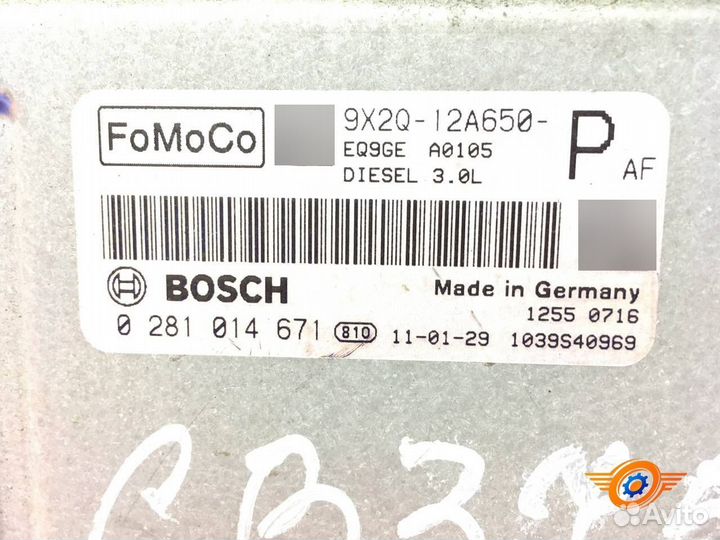 FoMoCo
9X2Q-12A650-
P AF
EQ9GE A0105
DIESEL 3.0L
BOSCH
Made in Germany
1255 0716
0 281 014 671 810 11-01-29 1039S40969
Avito